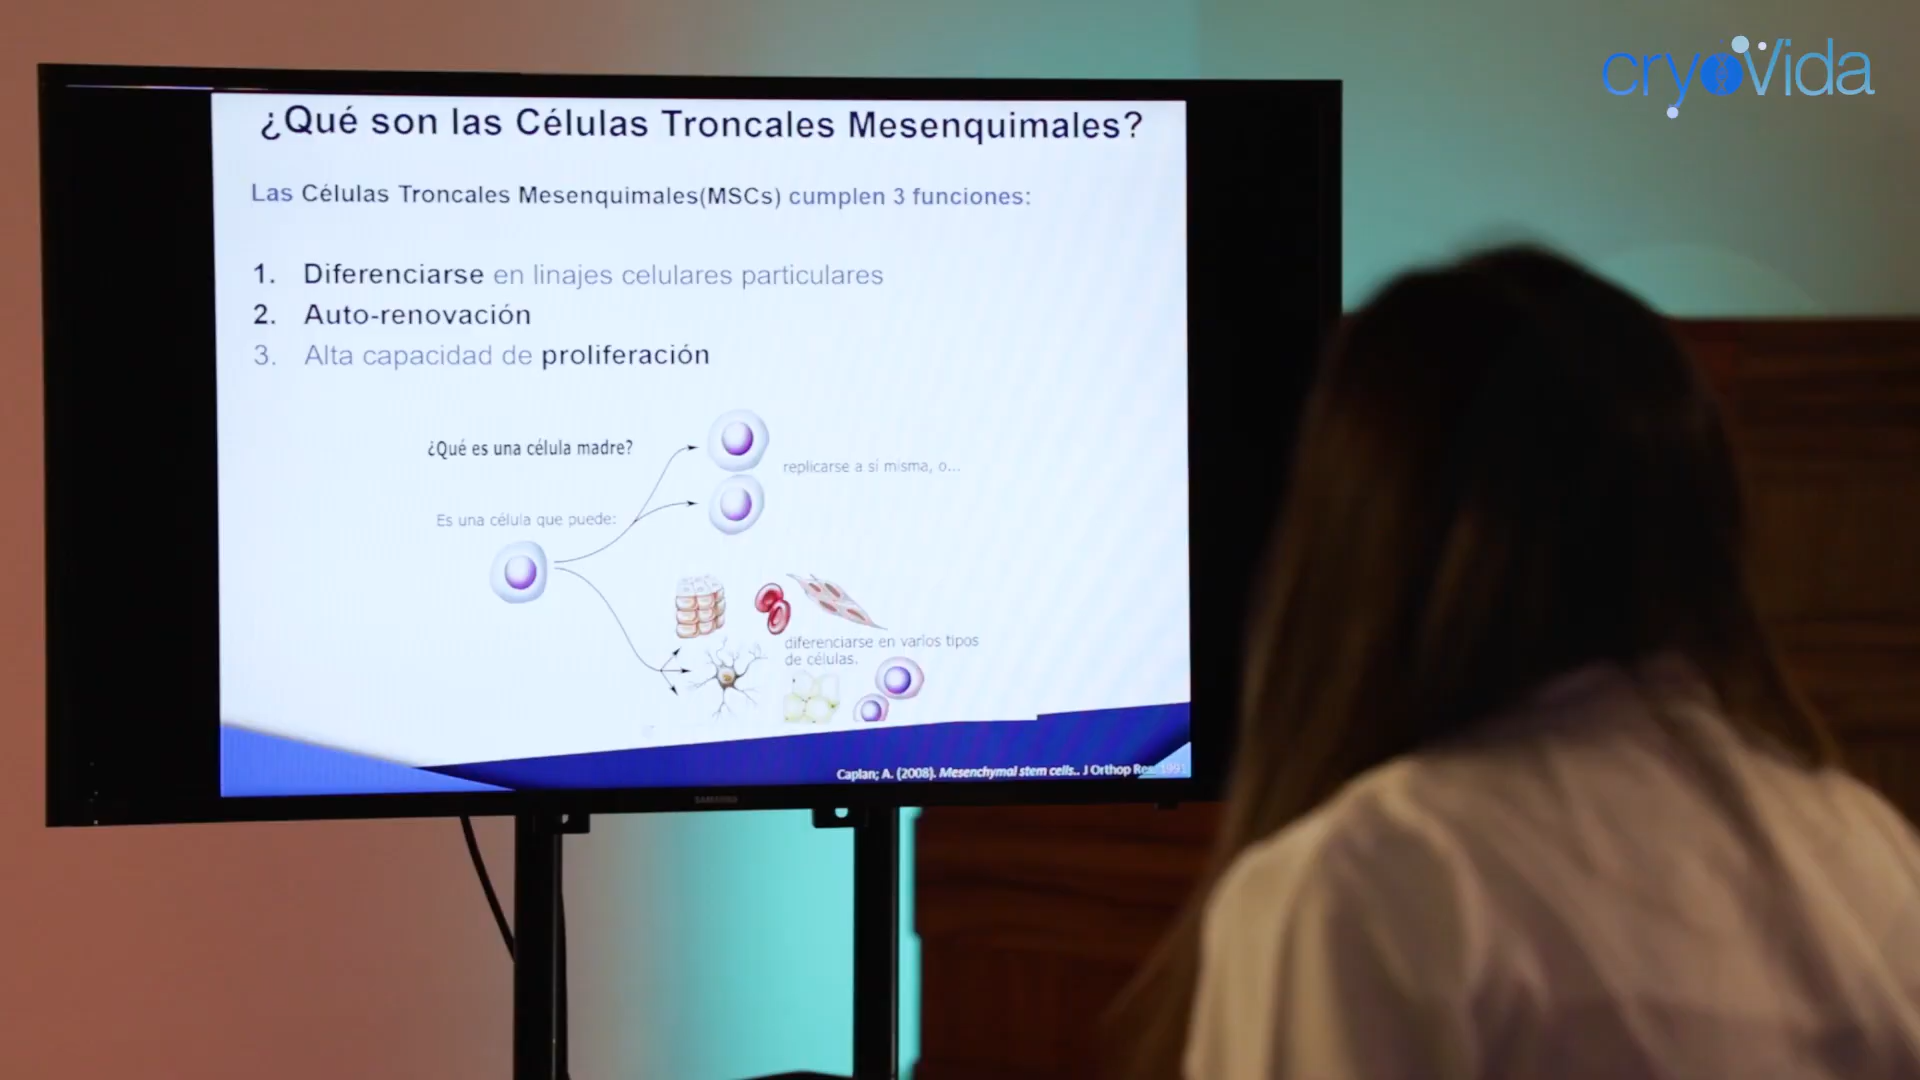 cryoVida
¿Qué son las Células Troncales Mesenquimales?
Las Células Troncales Mesenquimales(MSCs) cumplen 3 funciones:
1. Diferenciarse en linajes celulares particulares
2. Auto-renovación
3. Alta capacidad de proliferación
¿Qué es una célula madre?
replicarse a sí misma, o...
Es una célula que puede:
diferenciarse en varios tipos
de células.
Caplan; A. (2008). Mesenchymal stem cells.. J Orthop Res. 1991
SAMSUNG